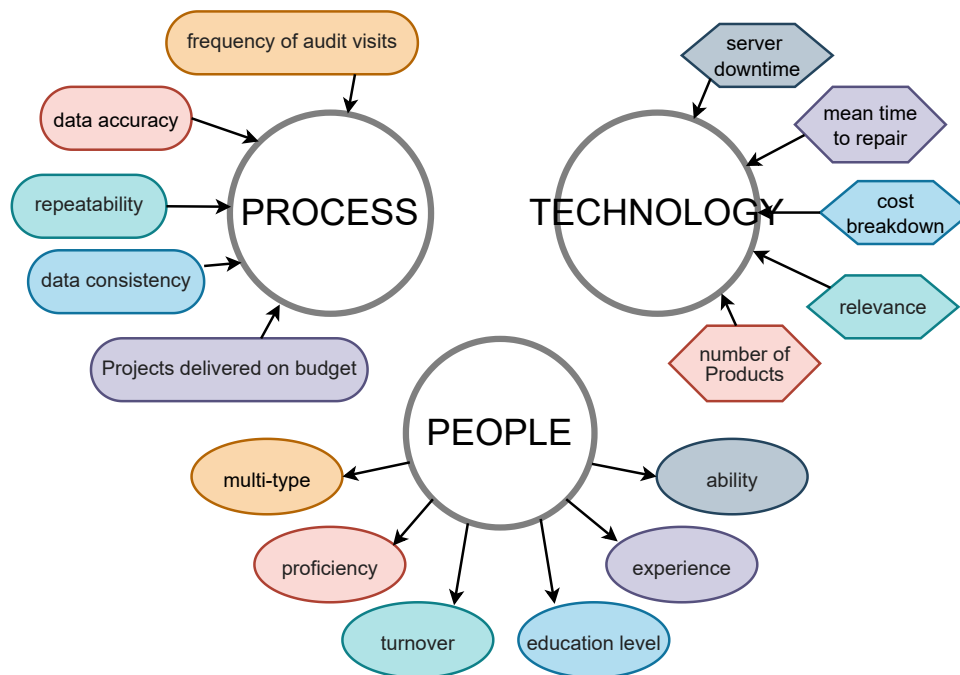 frequency of audit visits
data accuracy
repeatability
data consistency
Projects delivered on budget
PROCESS
server
downtime
mean time
to repair
cost
breakdown
relevance
number of
Products
TECHNOLOGY
PEOPLE
multi-type
proficiency
turnover
education level
experience
ability